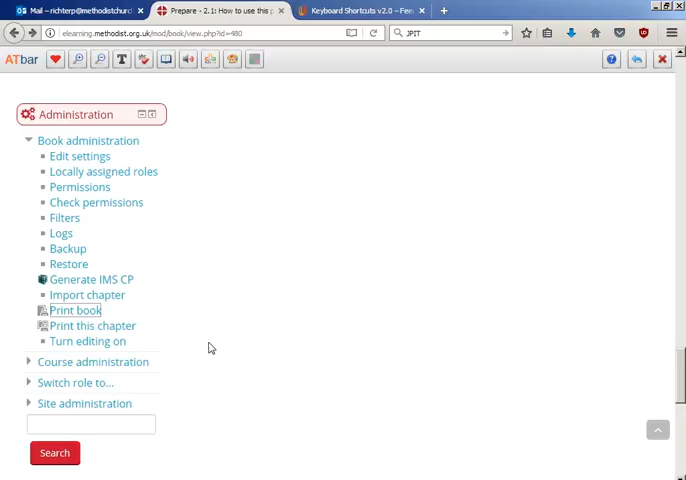 Mail – richterp@methodistchurc
Prepare - 2.1: How to use this p
Keyboard Shortcuts v2.0 – Fee
elearning.methodist.org.uk/mod/book/view.php?id=480
JPIT
ATbar
Administration
Book administration
Edit settings
Locally assigned roles
Permissions
Check permissions
Filters
Logs
Backup
Restore
Generate IMS CP
Import chapter
Print book
Print this chapter
Turn editing on
Course administration
Switch role to...
Site administration
Search